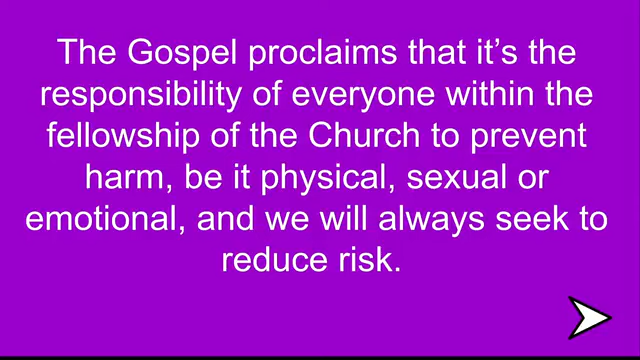 The Gospel proclaims that it’s the
responsibility of everyone within the
fellowship of the Church to prevent
harm, be it physical, sexual or
emotional, and we will always seek to
reduce risk.